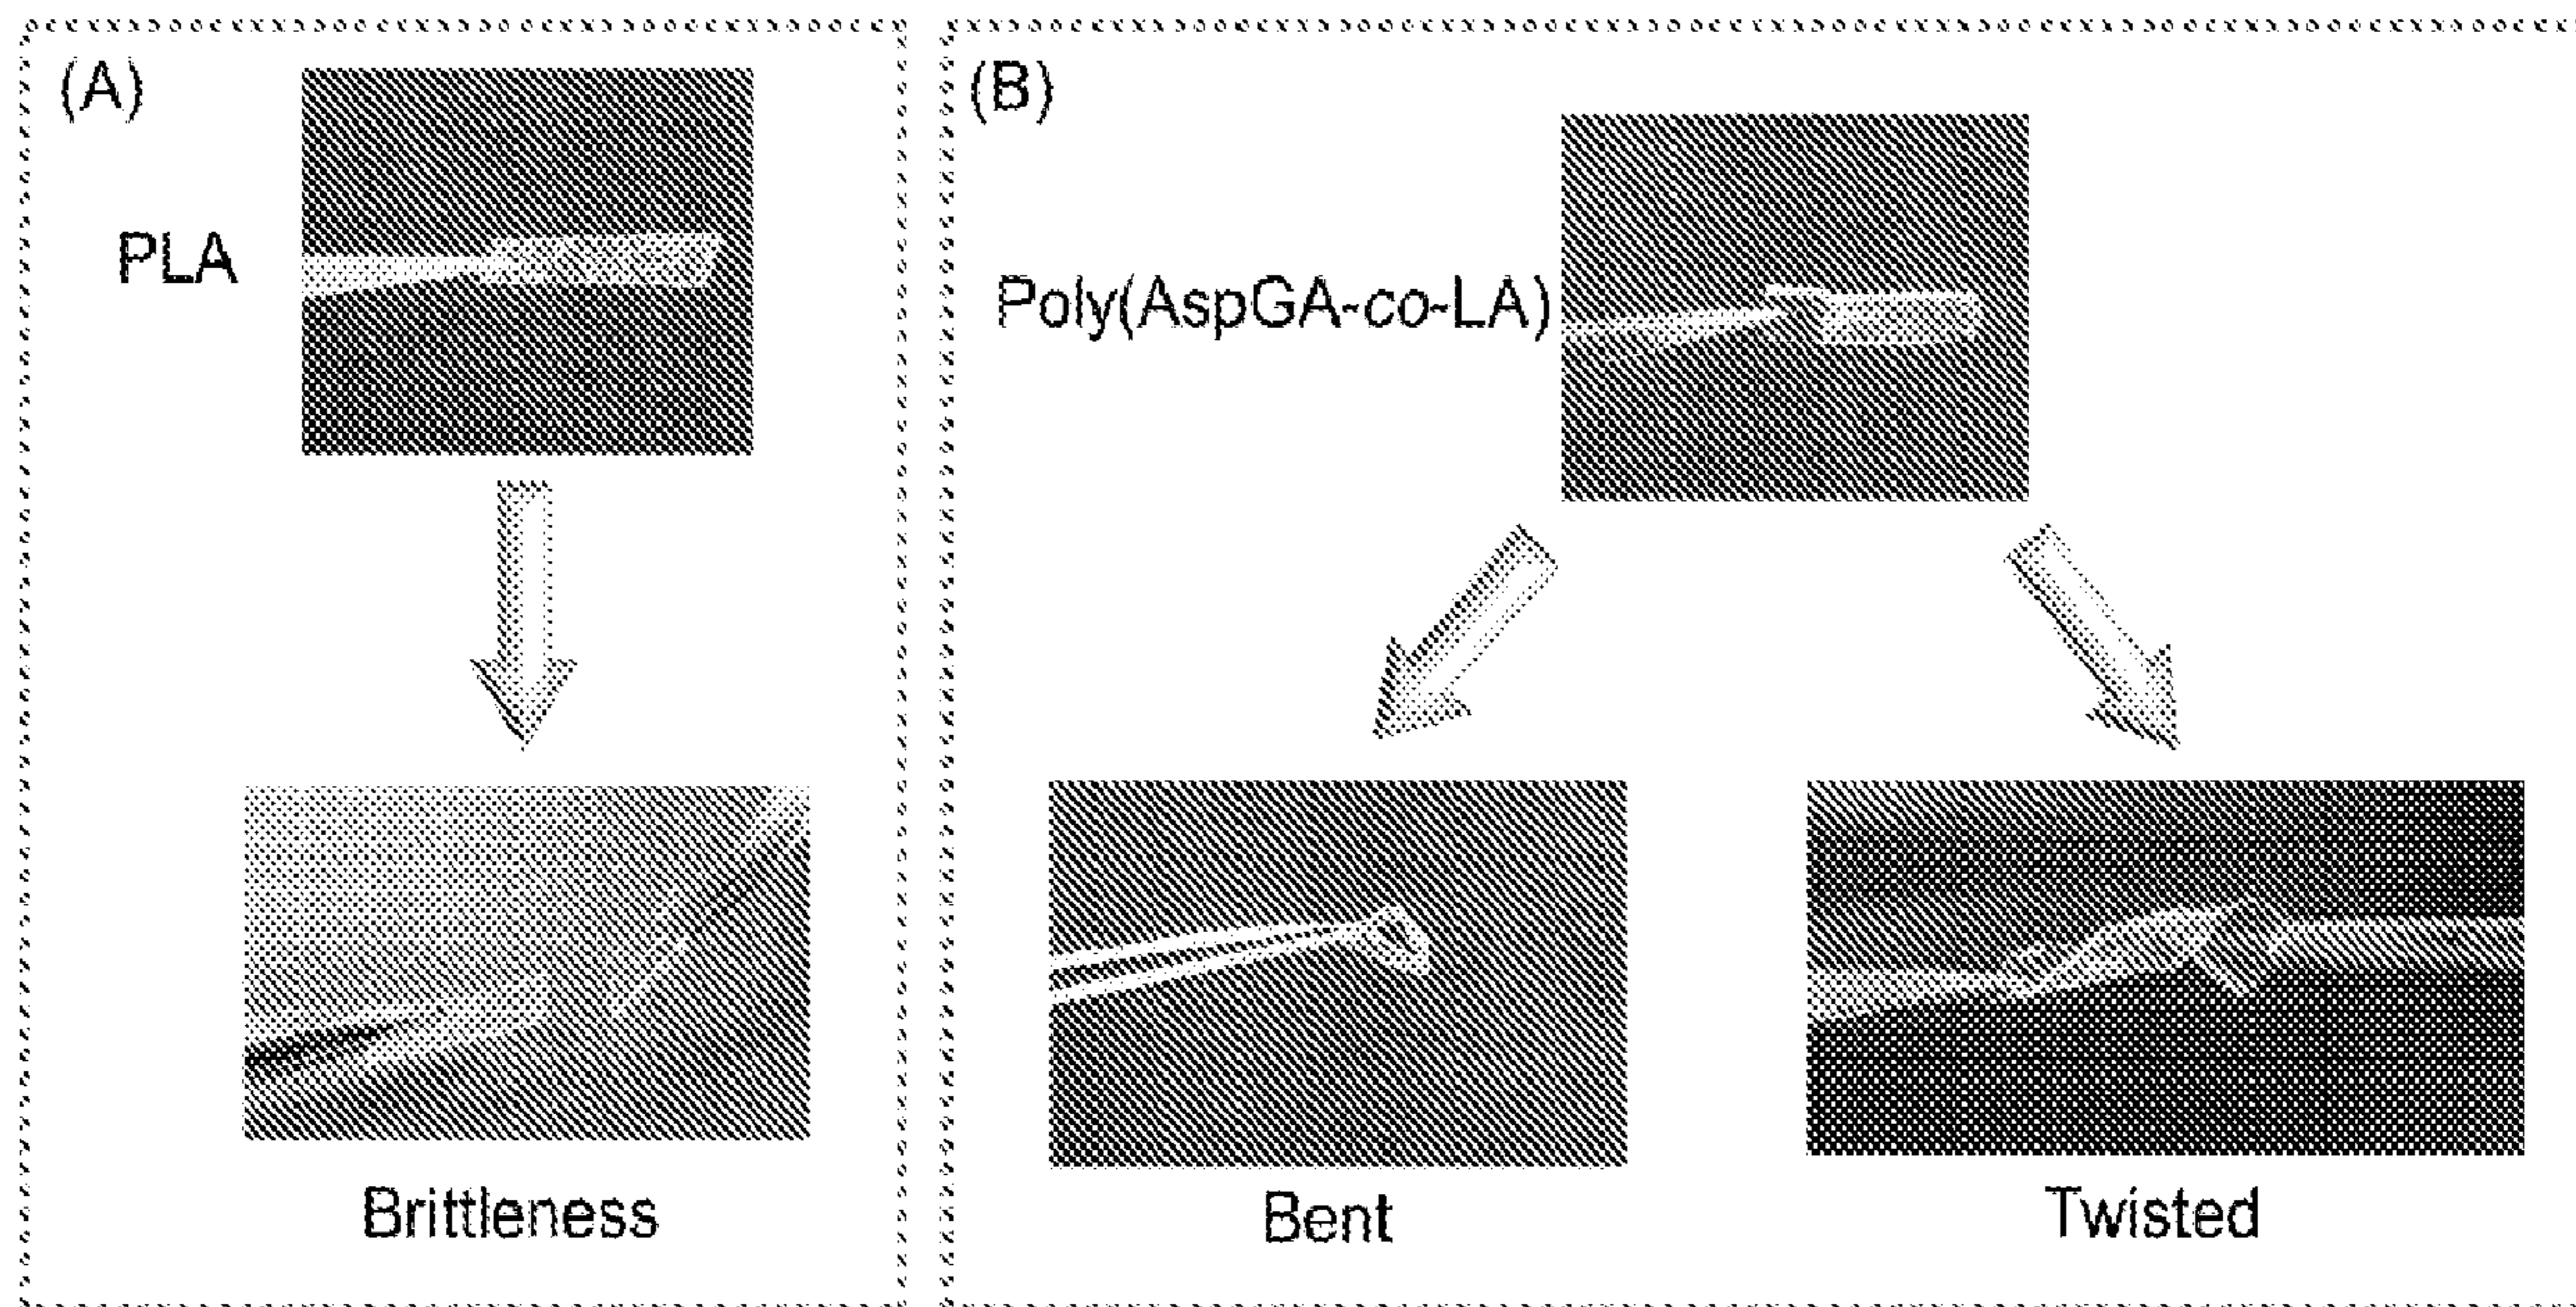 (A)
PLA
Brittleness
(B)
Poly(AspGA-co-LA)
Bent
Twisted